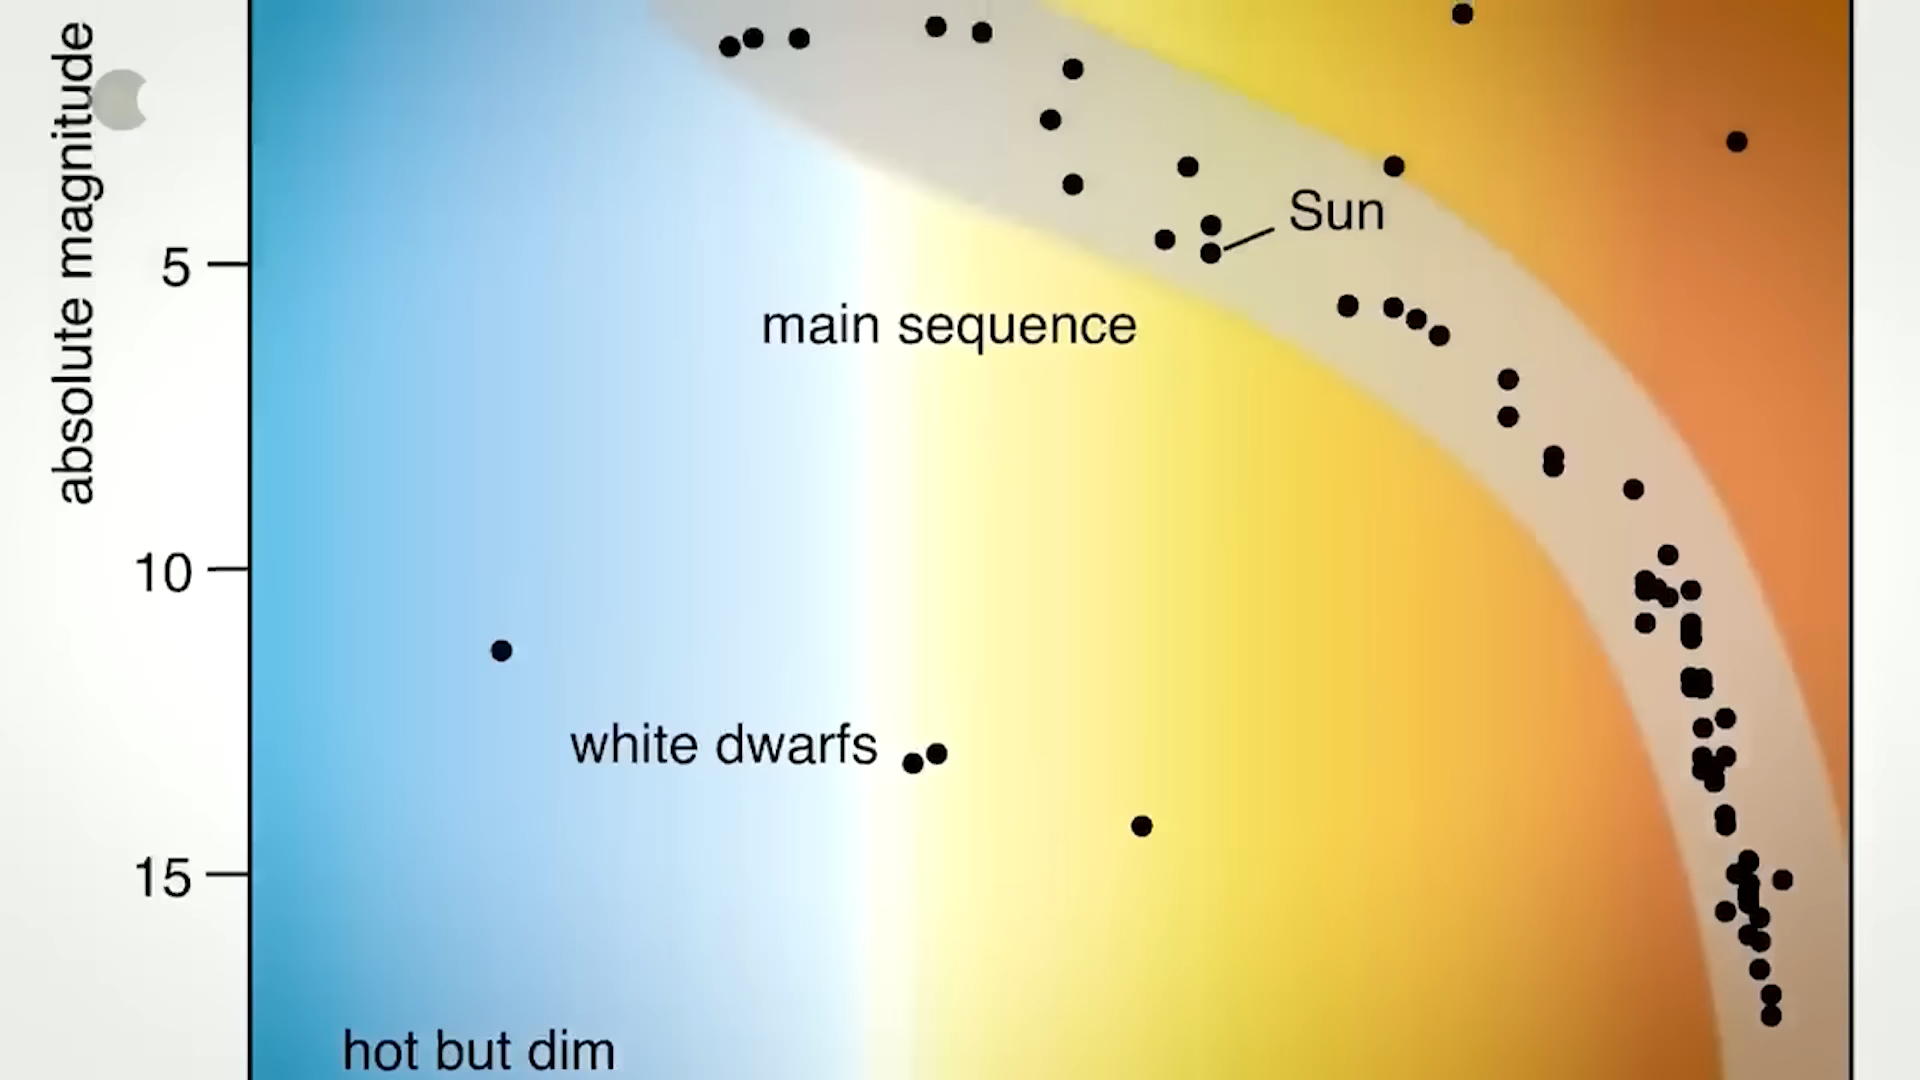 absolute magnitude
Sun
5
main sequence
10
white dwarfs
15
hot but dim